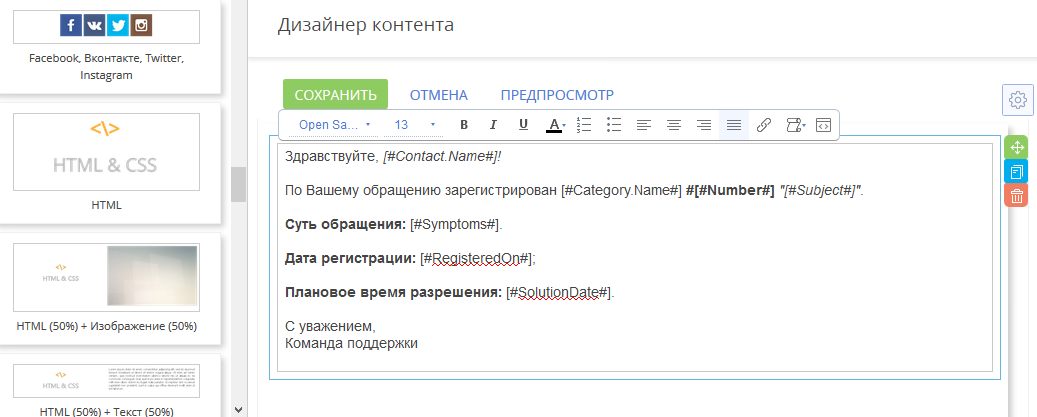 Facebook, Вконтакте, Twitter,
Instagram
</>
HTML & CSS
HTML
</>
HTML & CSS
HTML (50%) + Изображение (50%)
</>
HTML & CSS
HTML (50%) + Текст (50%)
Дизайнер контента
СОХРАНИТЬ ОТМЕНА ПРЕДПРОСМОТР
Open Sa... 13 B I U A
Здравствуйте, [#Contact.Name#]!
По Вашему обращению зарегистрирован [#Category.Name#] #[#Number#] "[#Subject#]".
Суть обращения: [#Symptoms#].
Дата регистрации: [#RegisteredOn#];
Плановое время разрешения: [#SolutionDate#].
С уважением,
Команда поддержки